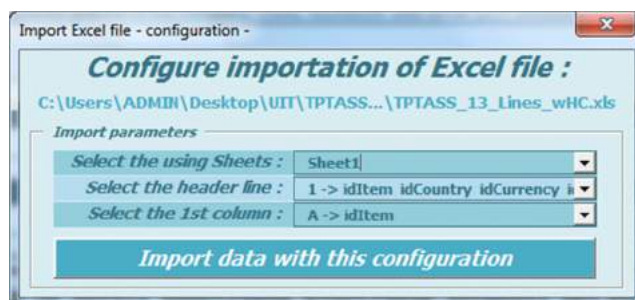 Import Excel file - configuration -
Configure importation of Excel file :
C:\Users\ADMIN\Desktop\UIT\TPTASS...\TPTASS_13_Lines_wHC.xls
Import parameters
Select the using Sheets : Sheet1
Select the header line : 1 -> idItem idCountry idCurrency
Select the 1st column : A -> idItem
Import data with this configuration